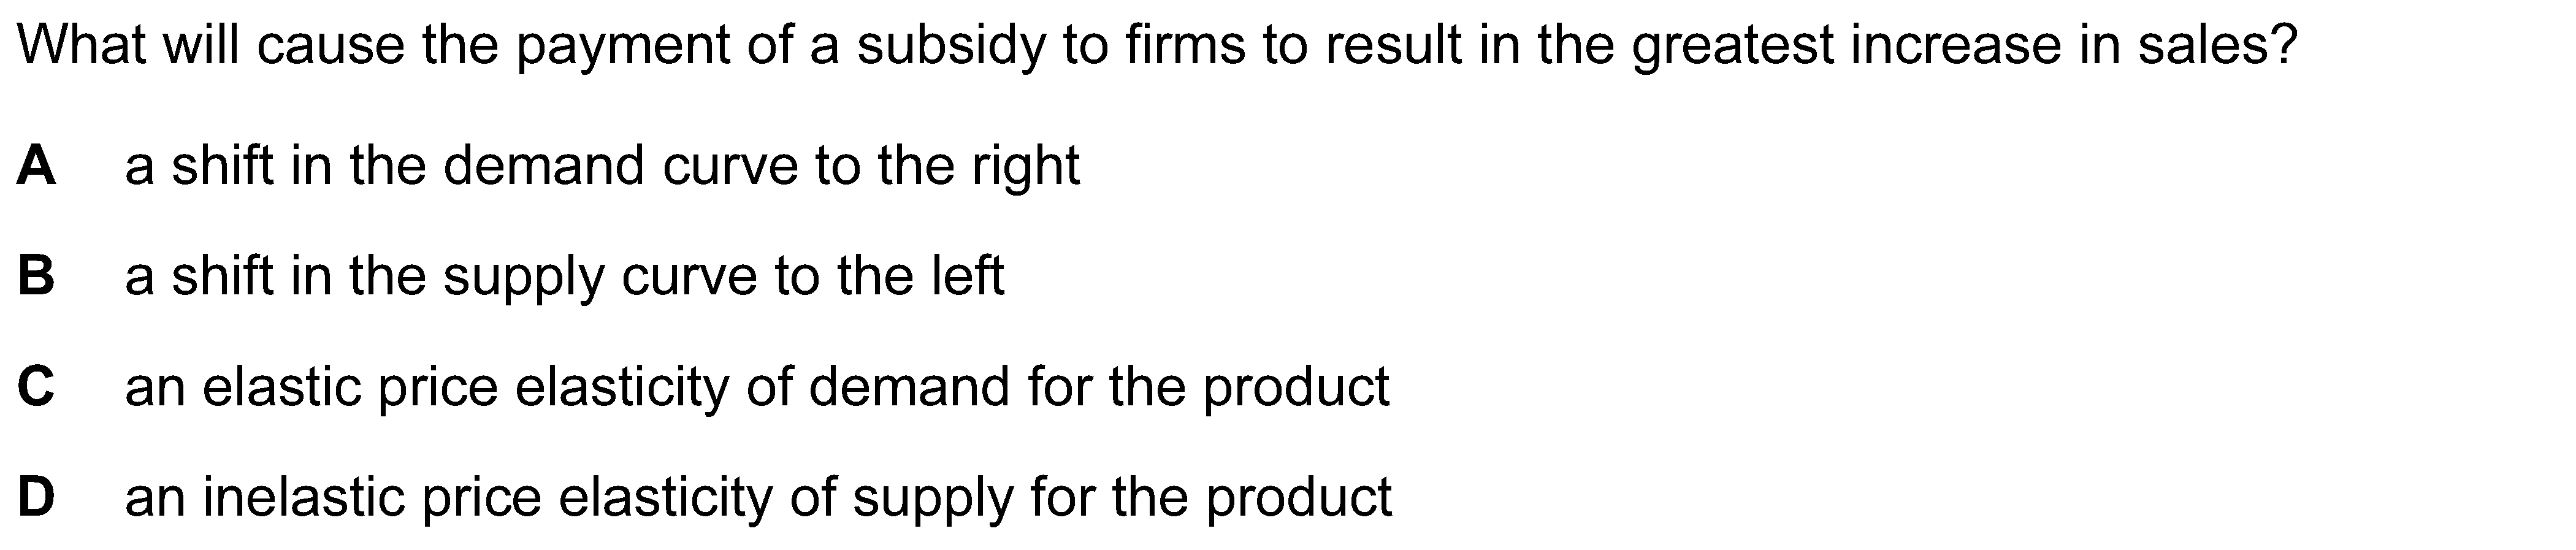 What will cause the payment of a subsidy to firms to result in the greatest increase in sales?
A a shift in the demand curve to the right
B a shift in the supply curve to the left
C an elastic price elasticity of demand for the product
D an inelastic price elasticity of supply for the product